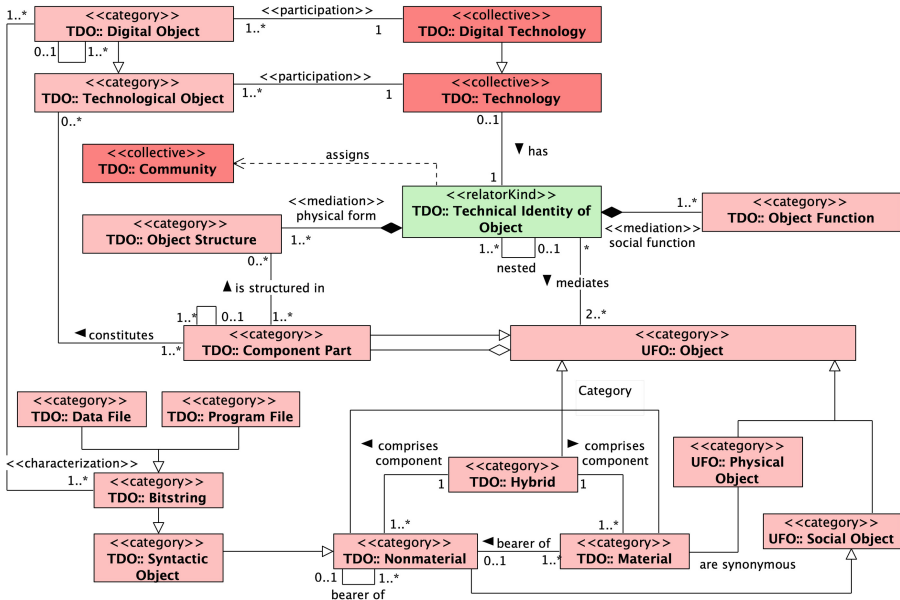 1..*
<<category>>
TDO:: Digital Object
<<participation>>
1..*
1
<<collective>>
TDO:: Digital Technology
0..1
1..*
<<category>>
TDO:: Technological Object
<<participation>>
1..*
1
<<collective>>
TDO:: Technology
0..*
0..1
<<collective>>
TDO:: Community
assigns
has
1
<<mediation>>
physical form
1..*
<<relatorKind>>
TDO:: Technical Identity of
Object
1..*
<<mediation>>
social function
<<category>>
TDO:: Object Function
<<category>>
TDO:: Object Structure
0..*
1..*
0..1
nested
*
mediates
2..*
is structured in
1..*
0..1
1..*
constitutes
1..*
<<category>>
TDO:: Component Part
<<category>>
UFO:: Object
Category
<<category>>
TDO:: Data File
<<category>>
TDO:: Program File
comprises
component
comprises
component
<<category>>
UFO:: Physical
Object
<<characterization>>
1..*
<<category>>
TDO:: Bitstring
1
<<category>>
TDO:: Hybrid
1
1..*
1..*
<<category>>
UFO:: Social Object
<<category>>
TDO:: Syntactic
Object
<<category>>
TDO:: Nonmaterial
bearer of
0..1
1..*
<<category>>
TDO:: Material
are synonymous
0..1
1..*
bearer of